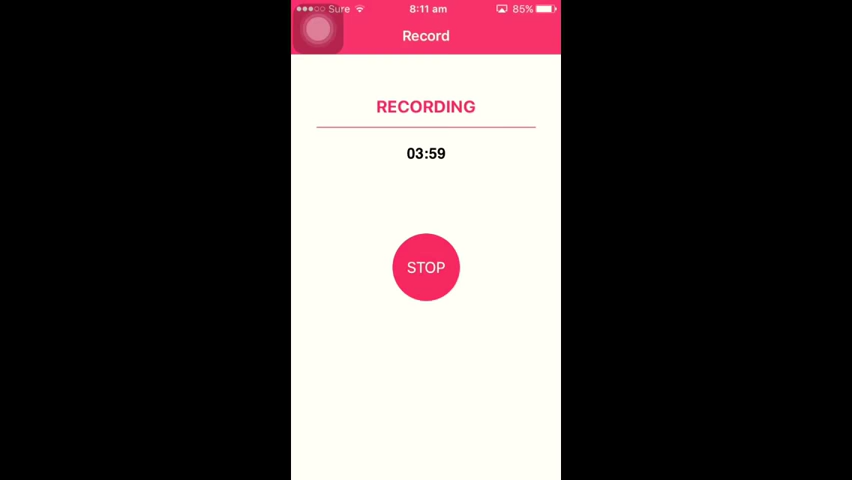 Sure 8:11 am 85%
Record
RECORDING
03:59
STOP